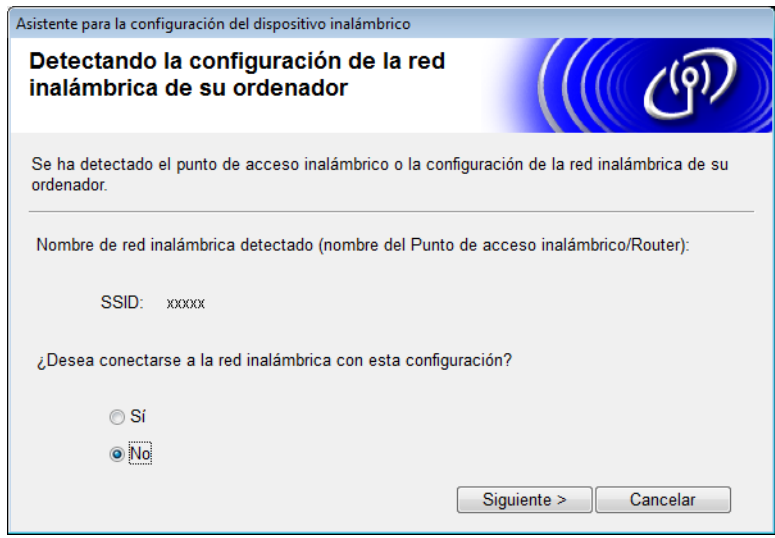 Asistente para la configuración del dispositivo inalámbrico
Detectando la configuración de la red
inalámbrica de su ordenador
Se ha detectado el punto de acceso inalámbrico o la configuración de la red inalámbrica de su
ordenador.
Nombre de red inalámbrica detectado (nombre del Punto de acceso inalámbrico/Router):
SSID: xxxxx
¿Desea conectarse a la red inalámbrica con esta configuración?
Sí
No
Siguiente > Cancelar